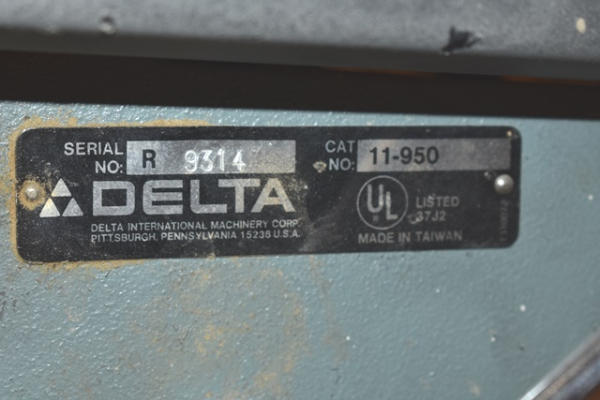 SERIAL NO: R 9314
CAT NO: 11-950
DELTA
DELTA INTERNATIONAL MACHINERY CORP.
PITTSBURGH, PENNSYLVANIA 15238 U.S.A.
UL LISTED
37J2
MADE IN TAIWAN